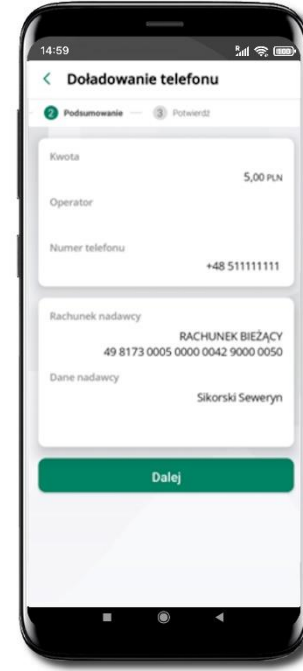 14:59
Doładowanie telefonu
2 Podsumowanie 3 Potwierdź
Kwota
5,00 PLN
Operator
Numer telefonu
+48 511111111
Rachunek nadawcy
RACHUNEK BIEŻĄCY
49 8173 0005 0000 0042 9000 0050
Dane nadawcy
Sikorski Seweryn
Dalej